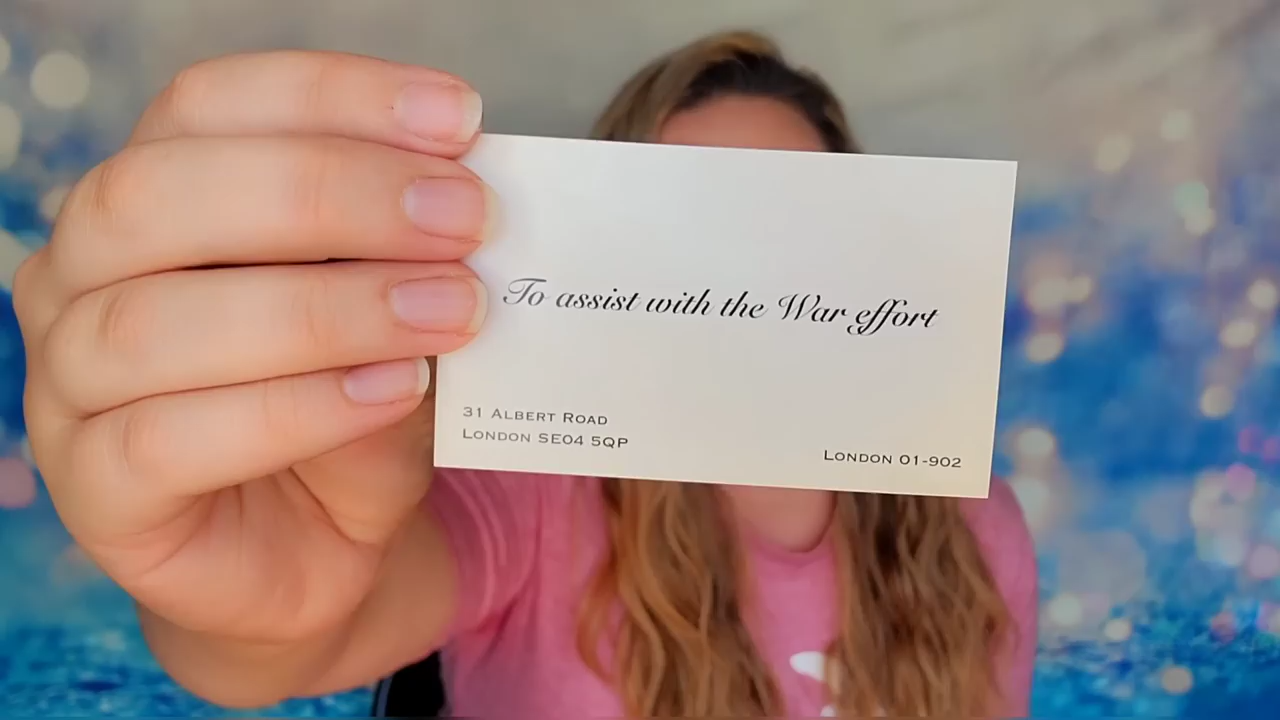 To assist with the War effort
31 Albert Road
London SE04 5QP
London 01-902